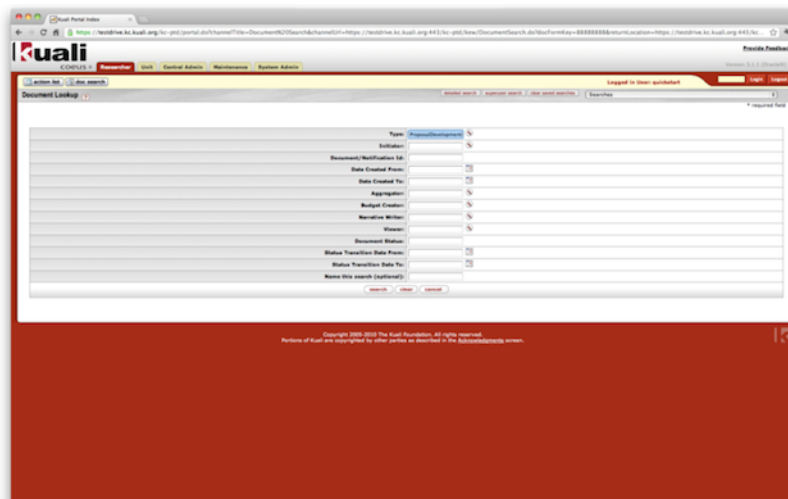 Kuali Portal Index
https://testdrive.kc.kuali.org/kc-ptd/portal.do?channelTitle=Document%20Search&channelUrl=https://testdrive.kc.kuali.org:443/kc-ptd/kew/DocumentSearch.do?docFormKey=88888888&returnLocation=https://testdrive.kc.kuali.org:443/kc...
Kuali
coeus
Provide Feedback
Researcher Unit Central Admin Maintenance System Admin
action list doc search
Logged in User: quickstart
Login Logout
Document Lookup
detailed search superuser search clear saved searches Searches
* required field
Type: ProposalDevelopment
Initiator:
Document/Notification Id:
Date Created From:
Date Created To:
Aggregator:
Budget Creator:
Narrative Writer:
Viewer:
Document Status:
Status Transition Date From:
Status Transition Date To:
Name this search (optional):
search clear cancel
Copyright 2005-2010 The Kuali Foundation. All rights reserved.
Portions of Kuali are copyrighted by other parties as described in the Acknowledgments screen.